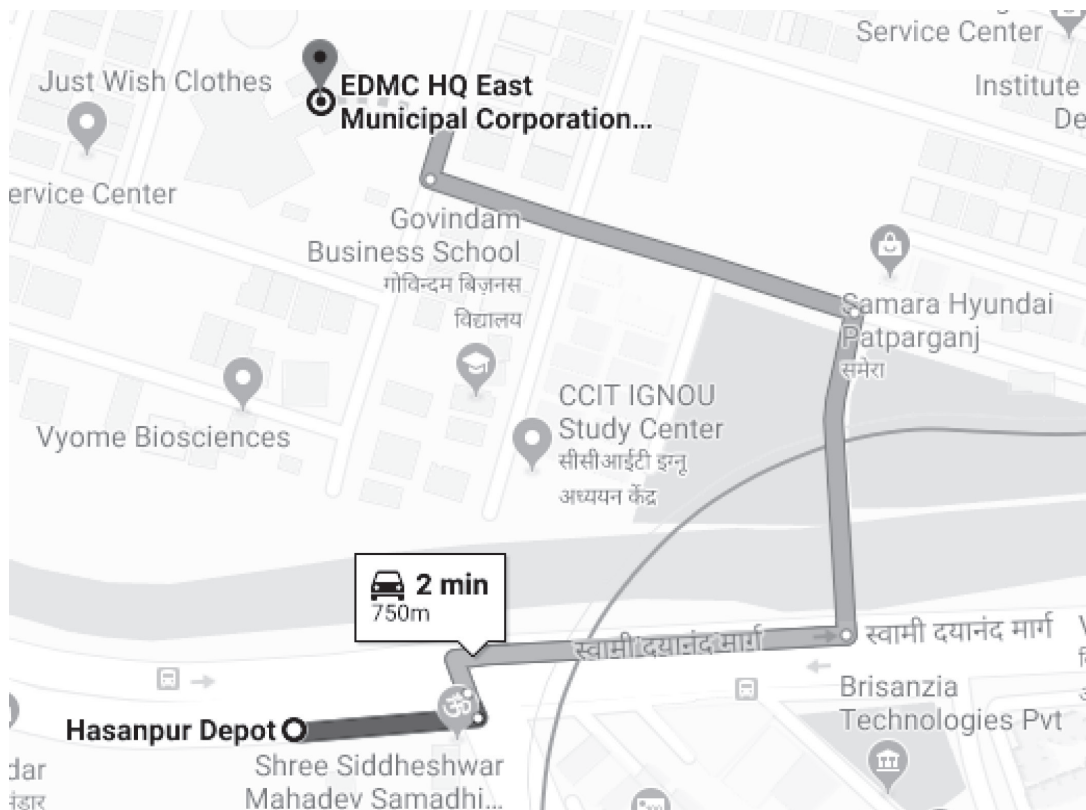 Service Center
Just Wish Clothes
EDMC HQ East
Municipal Corporation...
Institute
De
ervice Center
Govindam
Business School
गोविन्दम बिज़नस
विद्यालय
Samara Hyundai
Patparganj
समेरा
CCIT IGNOU
Study Center
सीसीआईटी इग्नू
अध्ययन केंद्र
Vyome Biosciences
2 min
750m
स्वामी दयानंद मार्ग
स्वामी दयानंद मार्ग
Brisanzia
Technologies Pvt
Hasanpur Depot
ॐ
Shree Siddheshwar
Mahadev Samadhi...
dar
ंडार